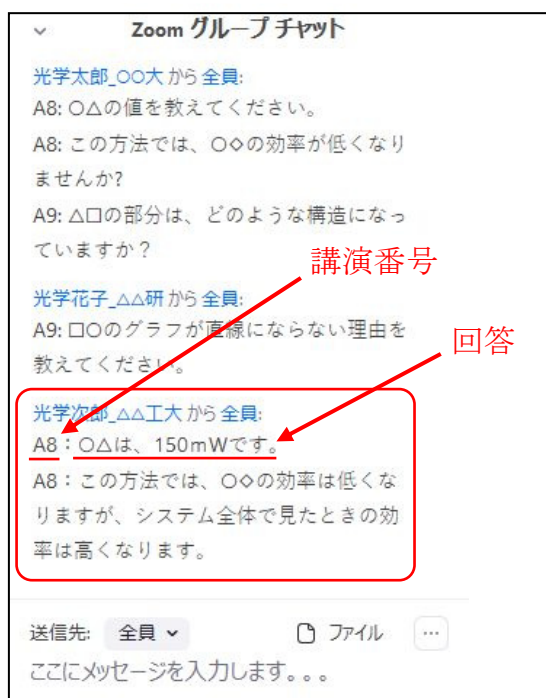 Zoom グループ チャット
光学太郎_〇〇大 から 全員:
A8: 〇△の値を教えてください。
A8: この方法では、〇◇の効率が低くなり
ませんか?
A9: △□の部分は、どのような構造になっ
ていますか？
講演番号
光学花子_△△研 から 全員:
A9: □〇のグラフが直線にならない理由を
教えてください。
回答
光学次郎_△△工大 から 全員:
A8：〇△は、150mWです。
A8：この方法では、〇◇の効率は低くな
りますが、システム全体で見たときの効
率は高くなります。
送信先: 全員 ファイル ...
ここにメッセージを入力します。。。